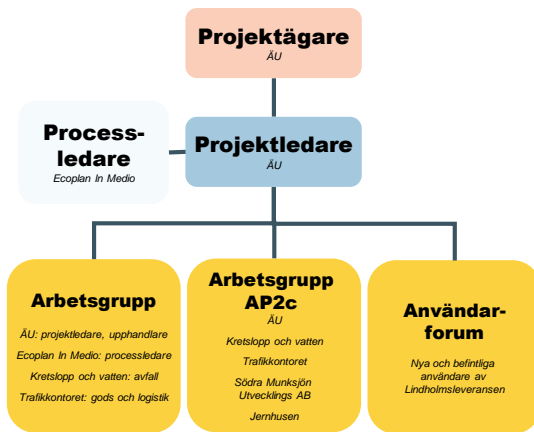 Projektägare
ÄU
Process-
ledare
Ecoplan In Medio
Projektledare
ÄU
Arbetsgrupp
ÄU: projektledare, upphandlare
Ecoplan In Medio: processledare
Kretslopp och vatten: avfall
Trafikkontoret: gods och logistik
Arbetsgrupp
AP2c
ÄU
Kretslopp och vatten
Trafikkontoret
Södra Munksjön
Utvecklings AB
Jernhusen
Användar-
forum
Nya och befintliga
användare av
Lindholmsleveransen